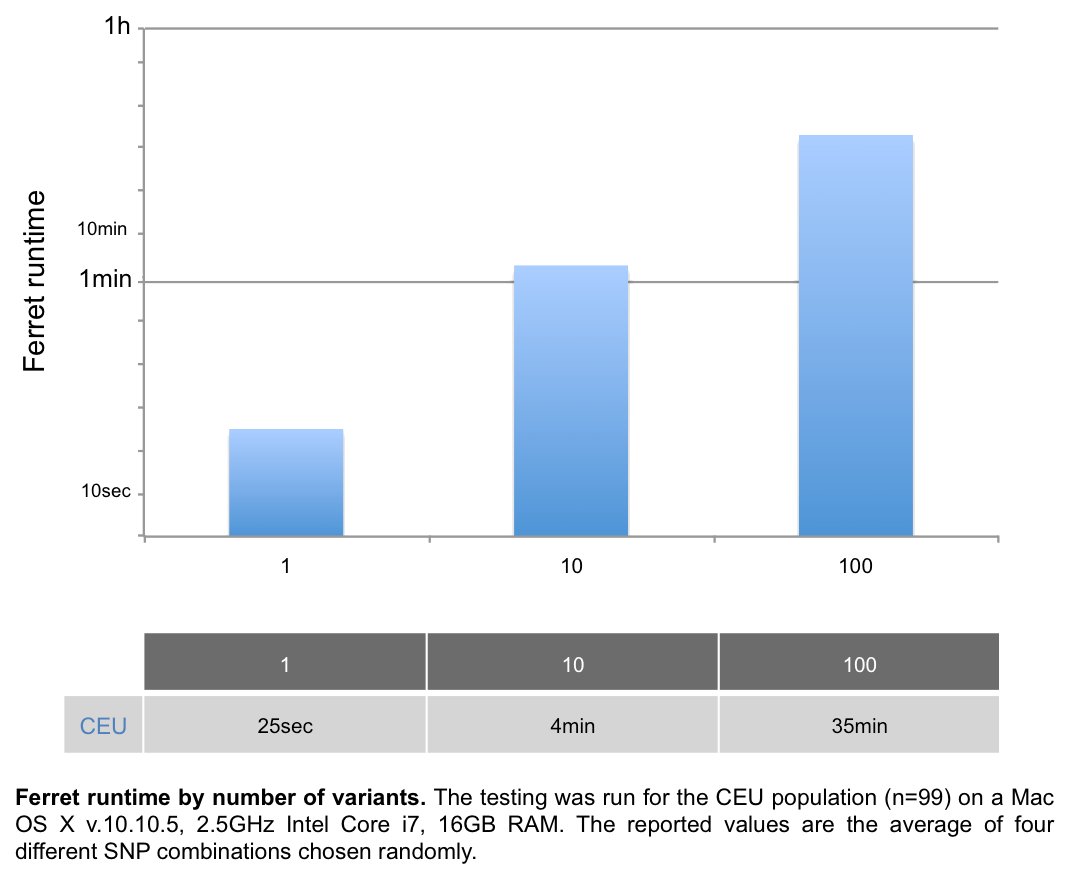 1h
Ferret runtime
10min
1min
10sec
1 10 100
1 10 100
CEU 25sec 4min 35min
Ferret runtime by number of variants. The testing was run for the CEU population (n=99) on a Mac
OS X v.10.10.5, 2.5GHz Intel Core i7, 16GB RAM. The reported values are the average of four
different SNP combinations chosen randomly.